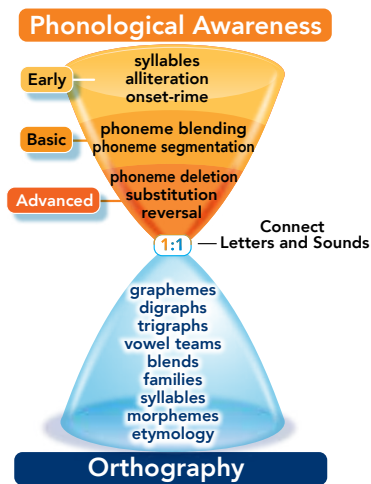 Phonological Awareness
Early
syllables
alliteration
onset-rime
Basic
phoneme blending
phoneme segmentation
Advanced
phoneme deletion
substitution
reversal
1:1
Connect
Letters and Sounds
graphemes
digraphs
trigraphs
vowel teams
blends
families
syllables
morphemes
etymology
Orthography